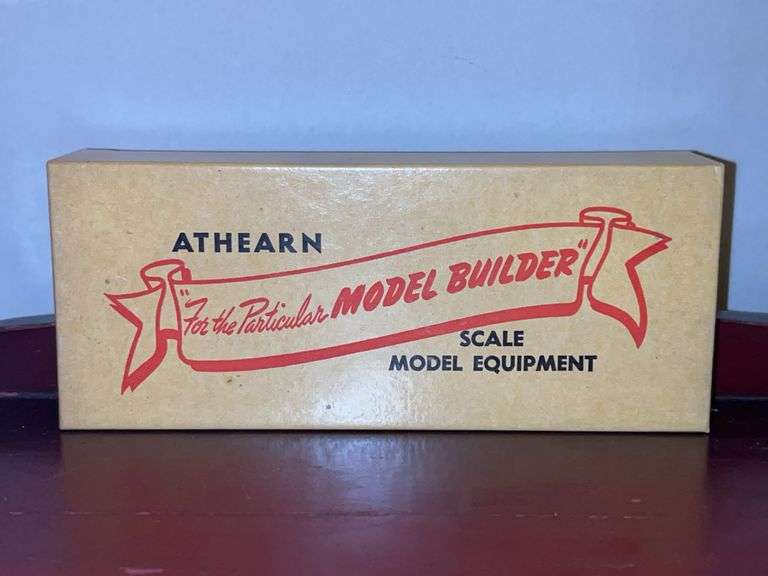 ATHEARN
"For the Particular MODEL BUILDER"
SCALE
MODEL EQUIPMENT